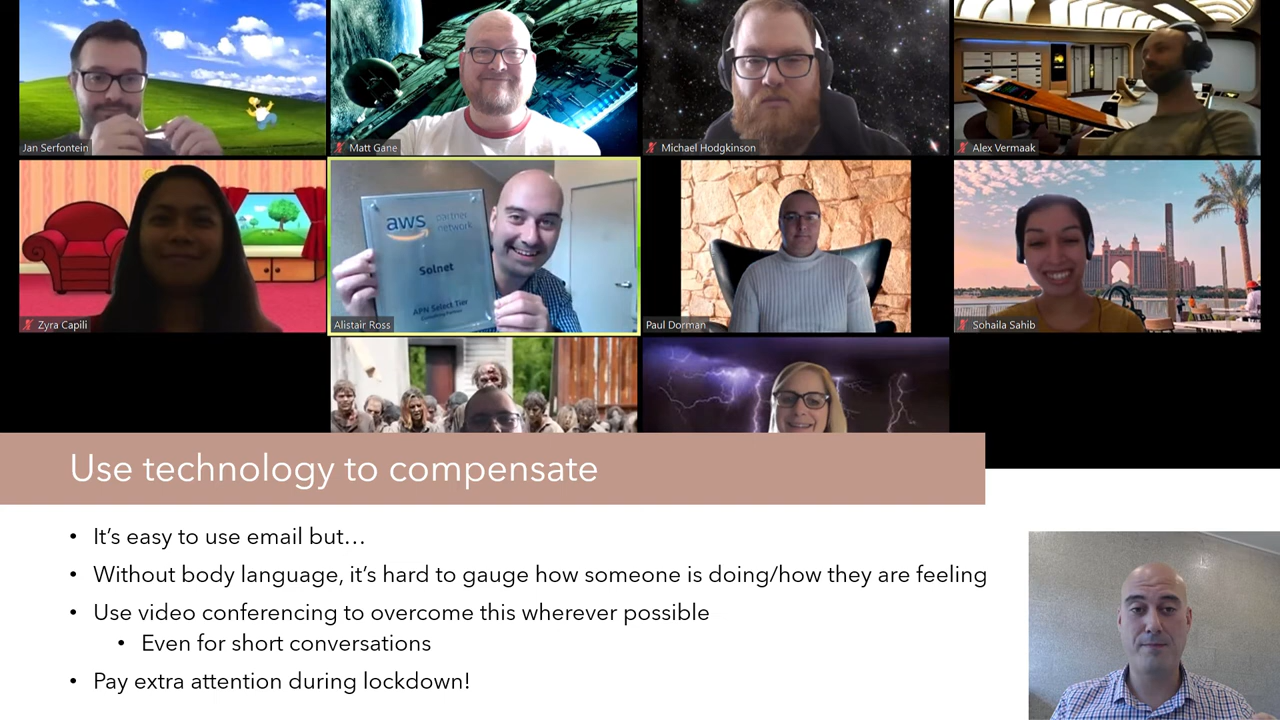 Jan Serfontein
Matt Gane
Michael Hodgkinson
Alex Vermaak
aws partner
network
Solnet
APN Select Tier
Consulting Partner
Zyra Capili
Alistair Ross
Paul Dorman
Sohaila Sahib
Use technology to compensate
• It’s easy to use email but…
• Without body language, it’s hard to gauge how someone is doing/how they are feeling
• Use video conferencing to overcome this wherever possible
• Even for short conversations
• Pay extra attention during lockdown!